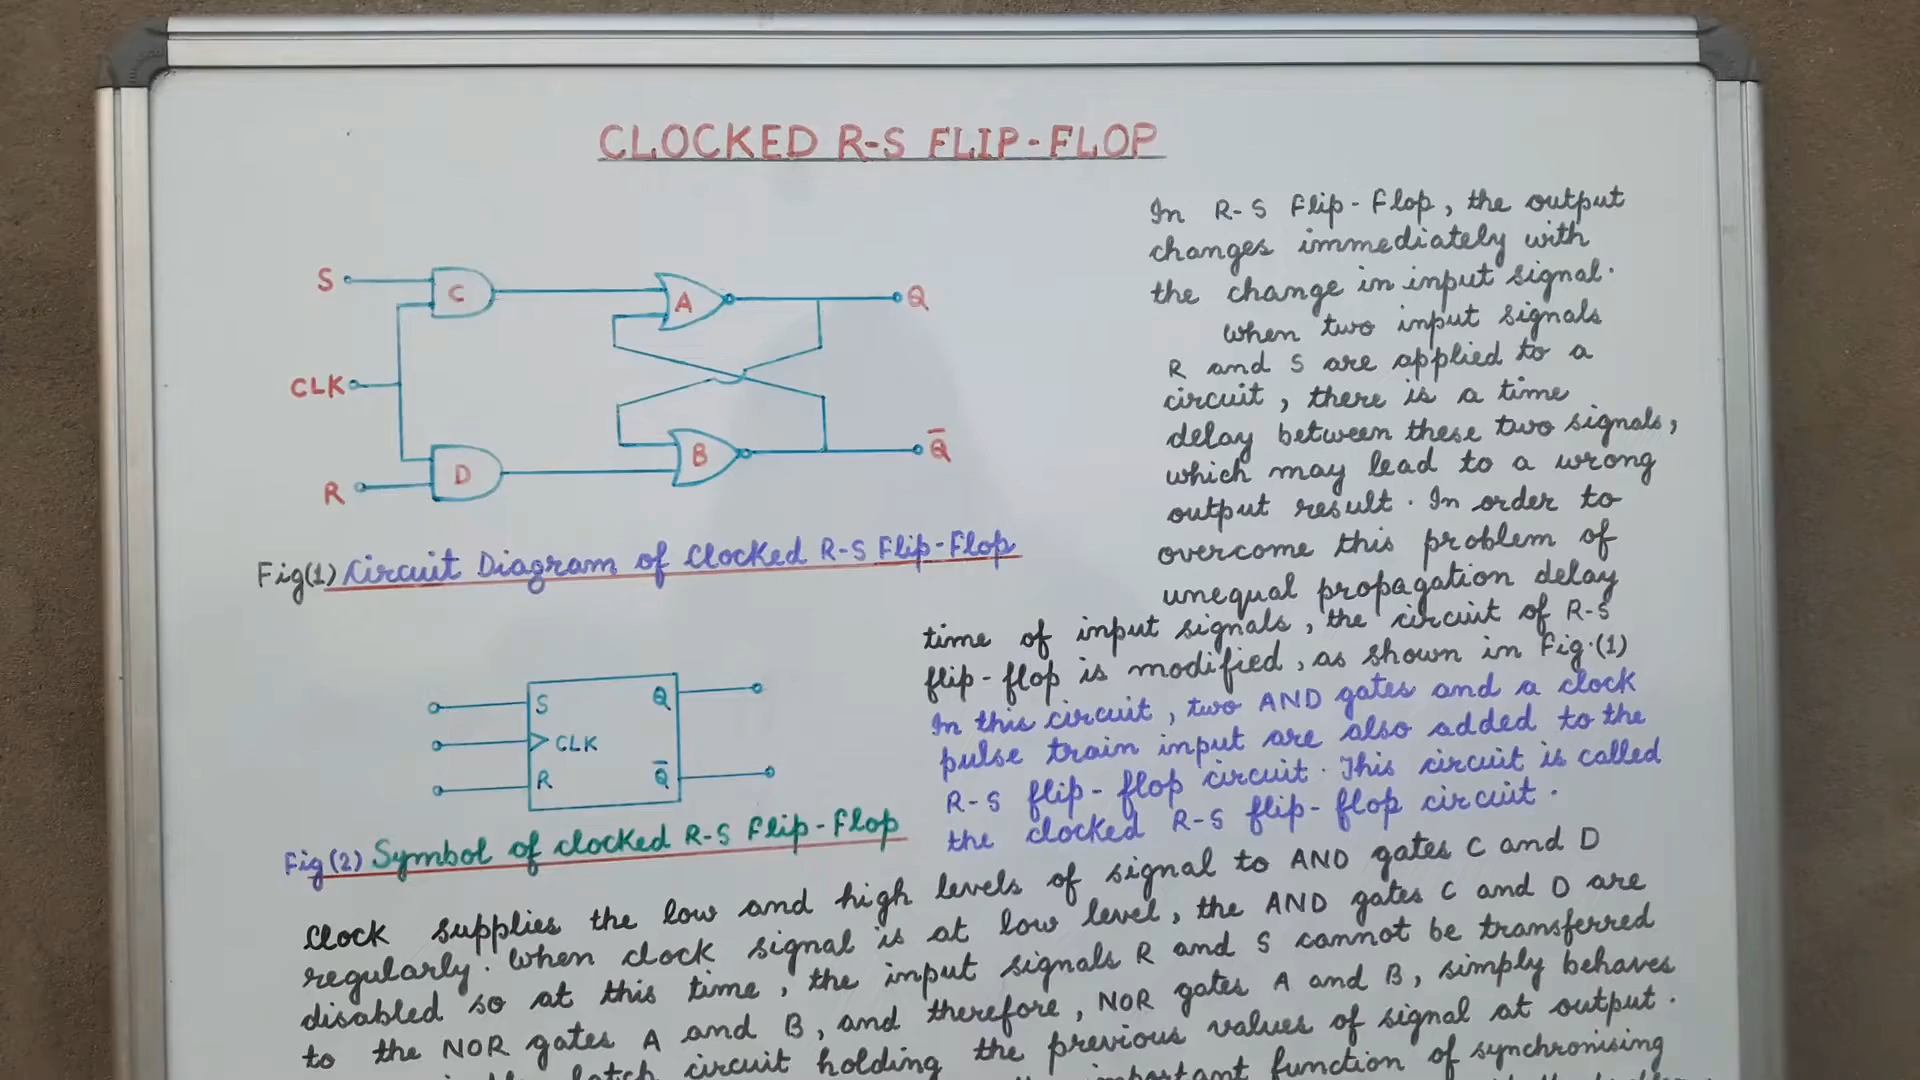 CLOCKED R-S FLIP-FLOP
S
C
A
Q
CLK
B
Q̅
D
R
Fig(1) Circuit Diagram of Clocked R-S Flip-Flop
In R-S Flip-Flop, the output
changes immediately with
the change in input signal.
When two input signals
R and S are applied to a
circuit, there is a time
delay between these two signals,
which may lead to a wrong
output result. In order to
overcome this problem of
unequal propagation delay
time of input signals, the circuit of R-S
flip-flop is modified, as shown in Fig.(1)
In this circuit, two AND gates and a clock
pulse train input are also added to the
R-S flip-flop circuit. This circuit is called
the clocked R-S flip-flop circuit.
S
Q
CLK
R
Q̅
Fig(2) Symbol of clocked R-S Flip-Flop
Clock supplies the low and high levels of signal to AND gates C and D
regularly. When clock signal is at low level, the AND gates C and D are
disabled so at this time, the input signals R and S cannot be transferred
to the NOR gates A and B, and therefore, NOR gates A and B, simply behaves
latch circuit holding the previous values of signal at output.
important function of synchronising